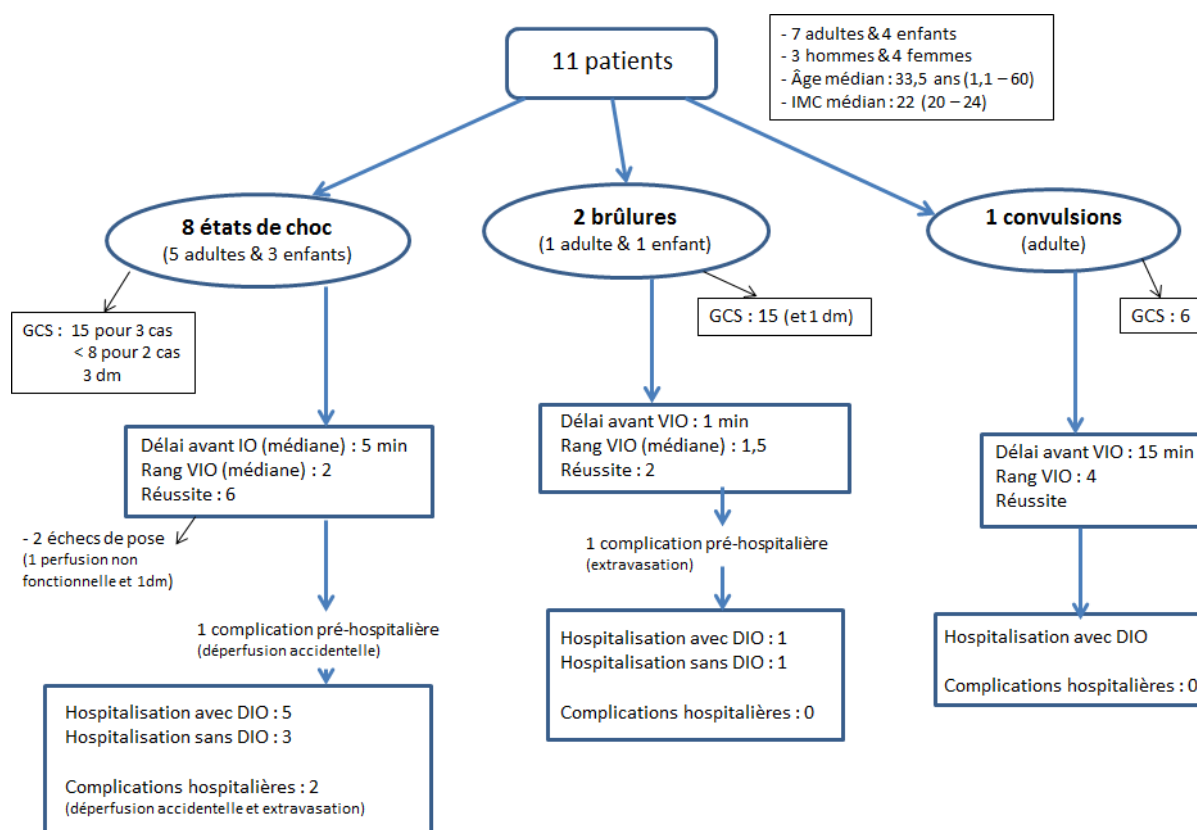 11 patients
- 7 adultes & 4 enfants
- 3 hommes & 4 femmes
- Âge médian : 33,5 ans (1,1 – 60)
- IMC médian : 22 (20 – 24)
8 états de choc
(5 adultes & 3 enfants)
2 brûlures
(1 adulte & 1 enfant)
1 convulsions
(adulte)
GCS : 15 pour 3 cas
< 8 pour 2 cas
3 dm
GCS : 15 (et 1 dm)
GCS : 6
Délai avant IO (médiane) : 5 min
Rang VIO (médiane) : 2
Réussite : 6
Délai avant VIO : 1 min
Rang VIO (médiane) : 1,5
Réussite : 2
Délai avant VIO : 15 min
Rang VIO : 4
Réussite
- 2 échecs de pose
(1 perfusion non
fonctionnelle et 1dm)
1 complication pré-hospitalière
(déperfusion accidentelle)
1 complication pré-hospitalière
(extravasation)
Hospitalisation avec DIO : 5
Hospitalisation sans DIO : 3
Complications hospitalières : 2
(déperfusion accidentelle et extravasation)
Hospitalisation avec DIO : 1
Hospitalisation sans DIO : 1
Complications hospitalières : 0
Hospitalisation avec DIO
Complications hospitalières : 0